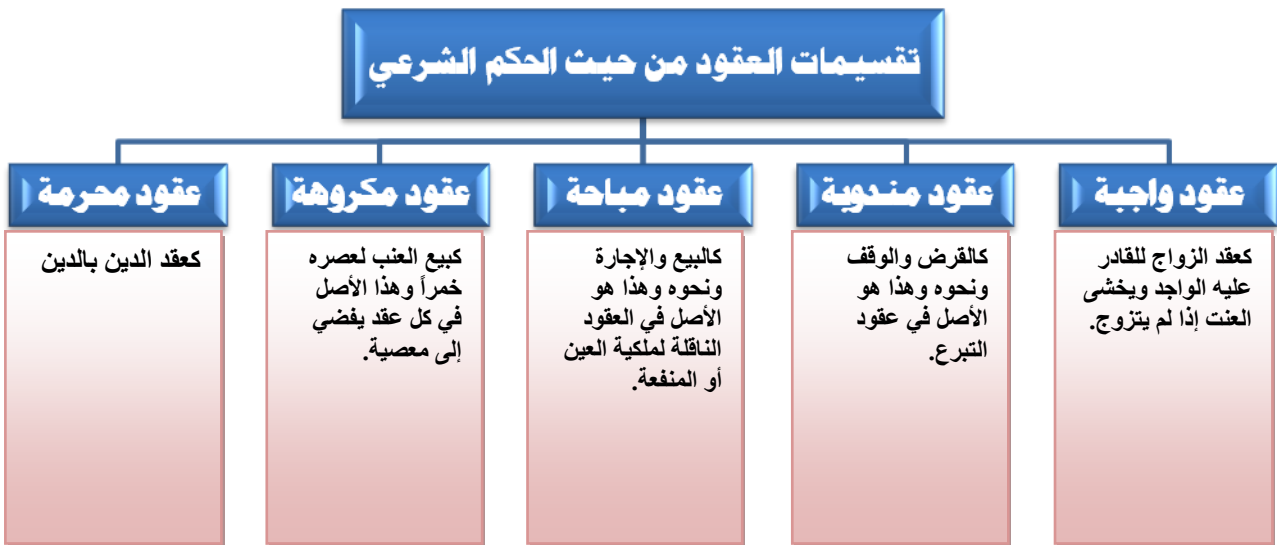 تقسيمات العقود من حيث الحكم الشرعي
عقود واجبة
كعقد الزواج للقادر
عليه الواجد ويخشى
العنت إذا لم يتزوج.
عقود مندوبة
كالقرض والوقف
ونحوه وهذا هو
الأصل في عقود
التبرع.
عقود مباحة
كالبيع والإجارة
ونحوه وهذا هو
الأصل في العقود
الناقلة لملكية العين
أو المنفعة.
عقود مكروهة
كبيع العنب لعصره
خمراً وهذا الأصل
في كل عقد يفضي
إلى معصية.
عقود محرمة
كعقد الدين بالدين